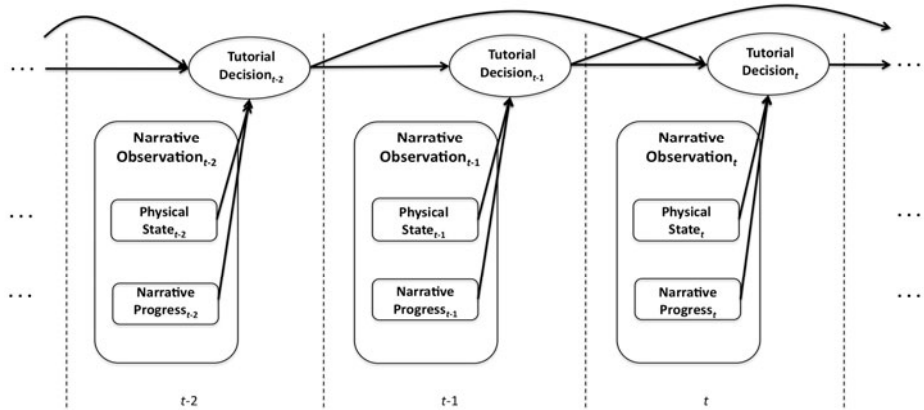 Tutorial
Decision_{t-2}
Tutorial
Decision_{t-1}
Tutorial
Decision_t
...
...
Narrative
Observation_{t-2}
Narrative
Observation_{t-1}
Narrative
Observation_t
Physical
State_{t-2}
Physical
State_{t-1}
Physical
State_t
...
...
Narrative
Progress_{t-2}
Narrative
Progress_{t-1}
Narrative
Progress_t
...
...
t-2
t-1
t